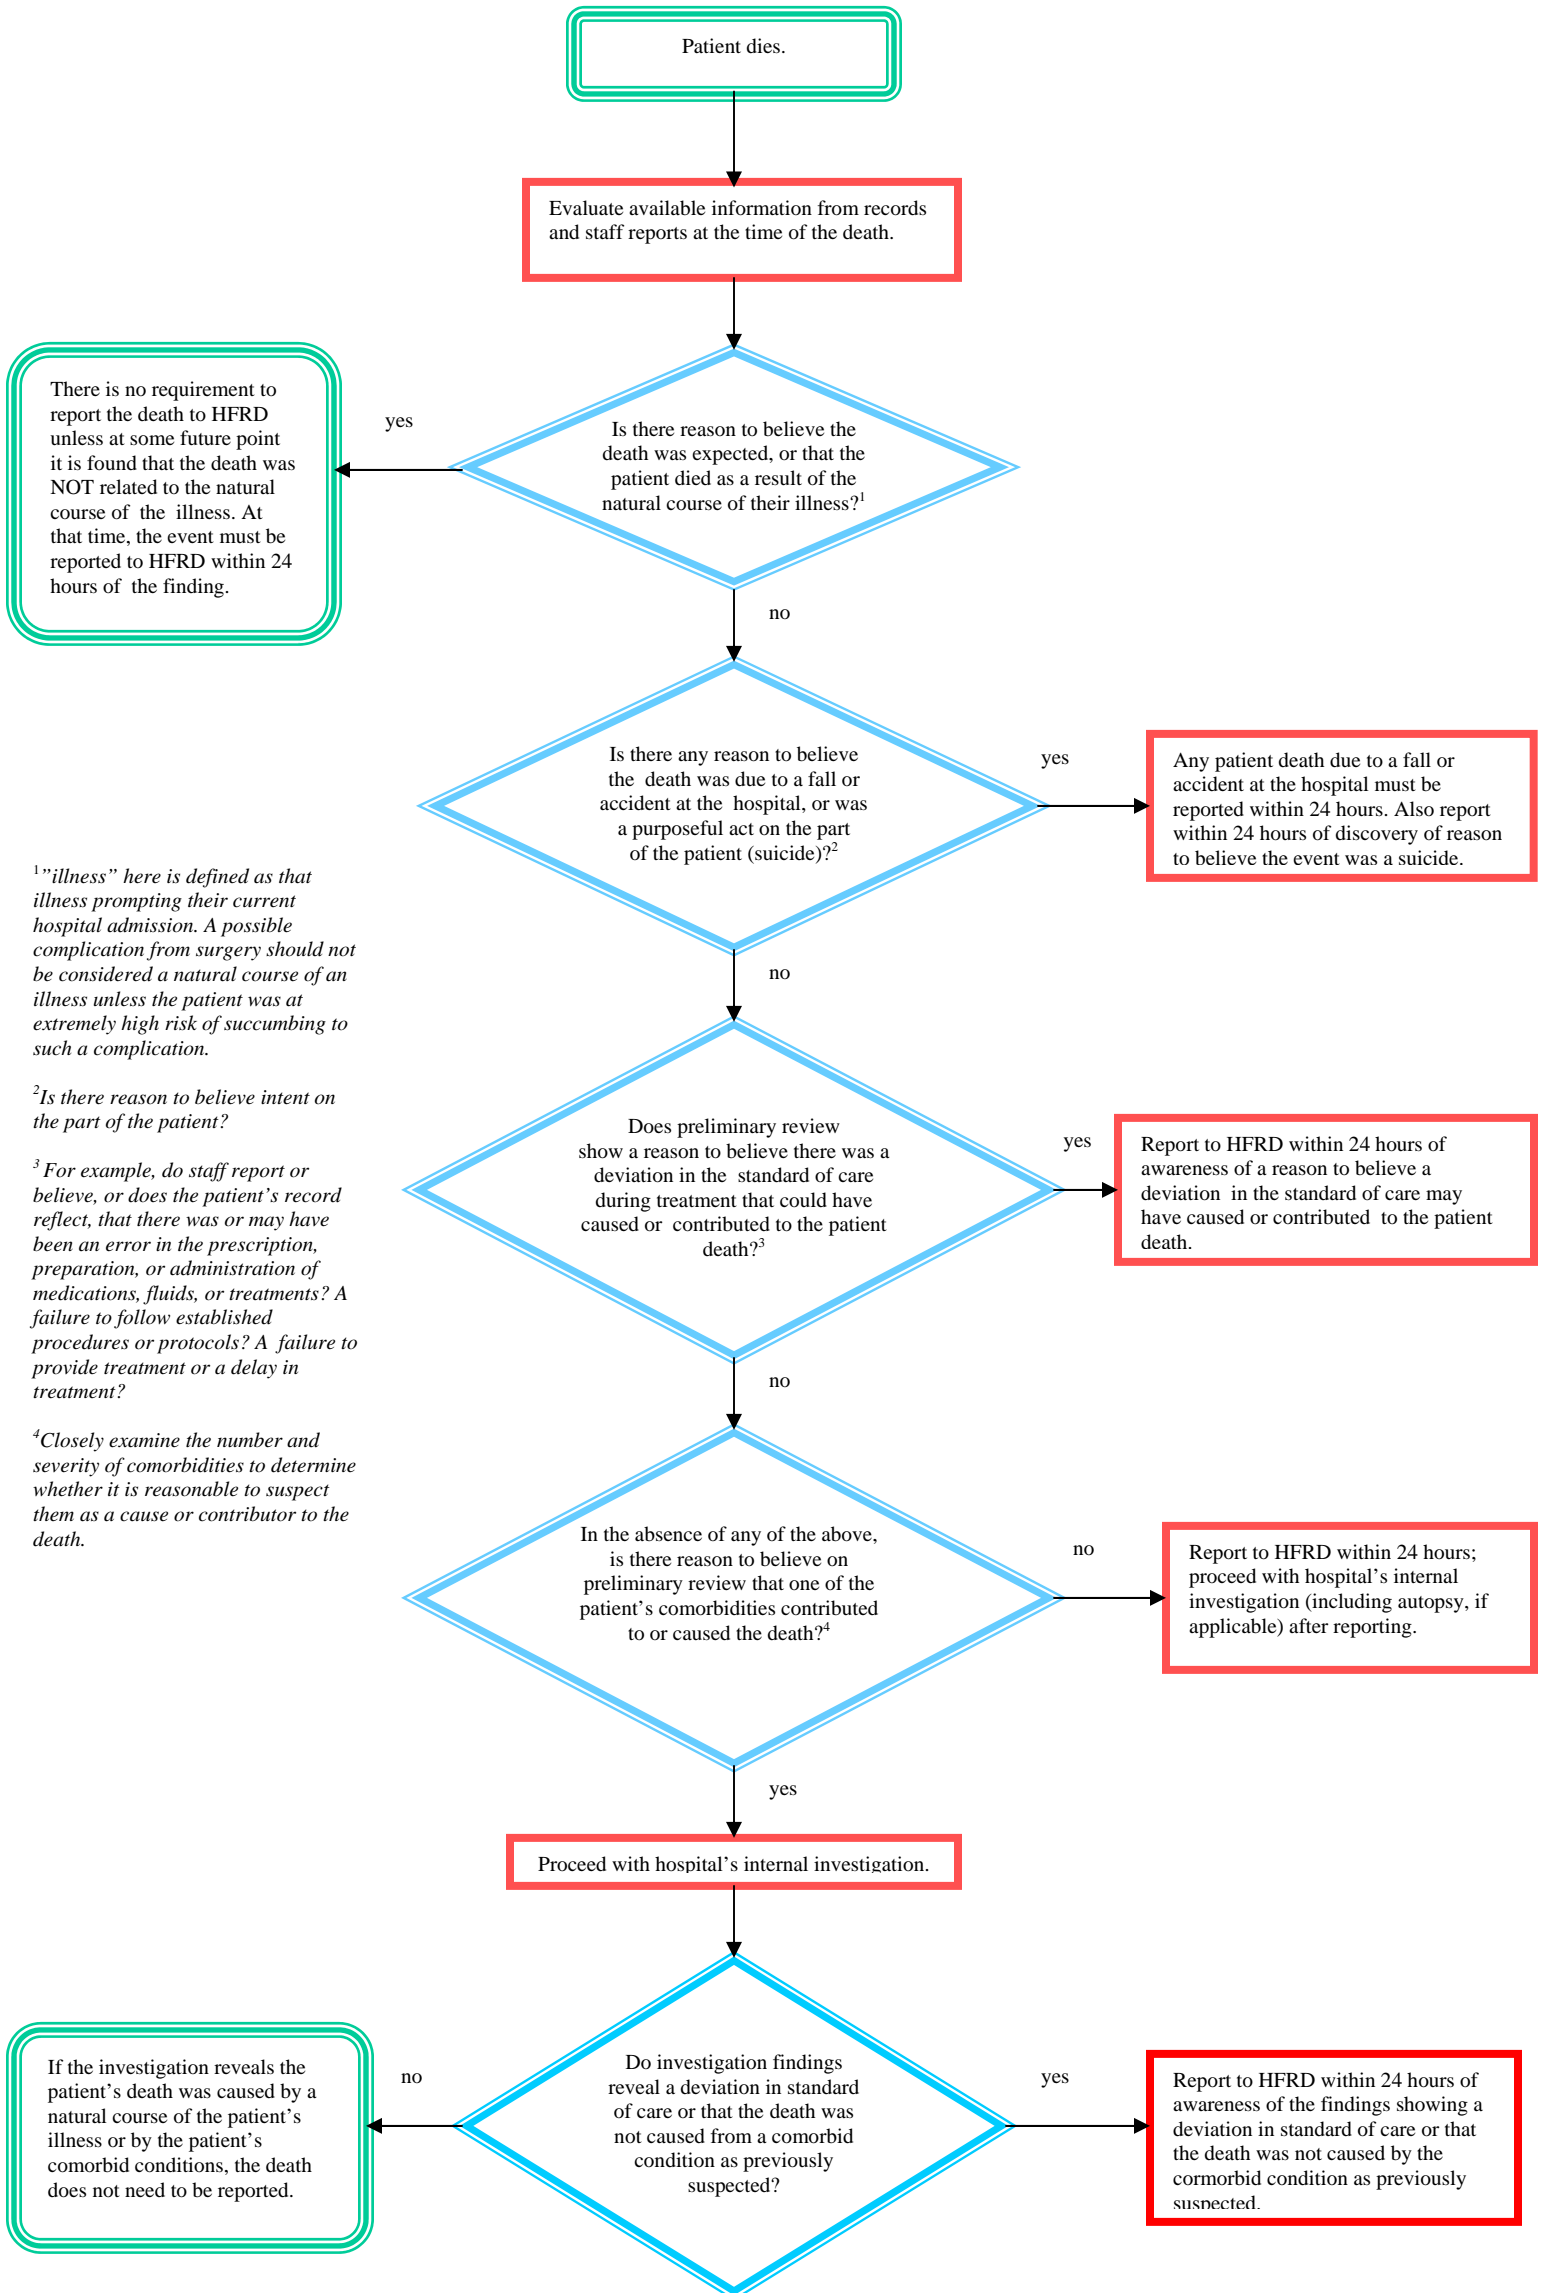 Patient dies.
Evaluate available information from records
and staff reports at the time of the death.
There is no requirement to
report the death to HFRD
unless at some future point
it is found that the death was
NOT related to the natural
course of the illness. At
that time, the event must be
reported to HFRD within 24
hours of the finding.
yes
Is there reason to believe the
death was expected, or that the
patient died as a result of the
natural course of their illness?1
no
Is there any reason to believe
the death was due to a fall or
accident at the hospital, or was
a purposeful act on the part
of the patient (suicide)?2
yes
Any patient death due to a fall or
accident at the hospital must be
reported within 24 hours. Also report
within 24 hours of discovery of reason
to believe the event was a suicide.
no
1”illness” here is defined as that
illness prompting their current
hospital admission. A possible
complication from surgery should not
be considered a natural course of an
illness unless the patient was at
extremely high risk of succumbing to
such a complication.
2Is there reason to believe intent on
the part of the patient?
3 For example, do staff report or
believe, or does the patient’s record
reflect, that there was or may have
been an error in the prescription,
preparation, or administration of
medications, fluids, or treatments? A
failure to follow established
procedures or protocols? A failure to
provide treatment or a delay in
treatment?
4Closely examine the number and
severity of comorbidities to determine
whether it is reasonable to suspect
them as a cause or contributor to the
death.
Does preliminary review
show a reason to believe there was a
deviation in the standard of care
during treatment that could have
caused or contributed to the patient
death?3
yes
Report to HFRD within 24 hours of
awareness of a reason to believe a
deviation in the standard of care may
have caused or contributed to the patient
death.
no
In the absence of any of the above,
is there reason to believe on
preliminary review that one of the
patient’s comorbidities contributed
to or caused the death?4
no
Report to HFRD within 24 hours;
proceed with hospital’s internal
investigation (including autopsy, if
applicable) after reporting.
yes
Proceed with hospital’s internal investigation.
If the investigation reveals the
patient’s death was caused by a
natural course of the patient’s
illness or by the patient’s
comorbid conditions, the death
does not need to be reported.
no
Do investigation findings
reveal a deviation in standard
of care or that the death was
not caused from a comorbid
condition as previously
suspected?
yes
Report to HFRD within 24 hours of
awareness of the findings showing a
deviation in standard of care or that
the death was not caused by the
cormorbid condition as previously
suspected.